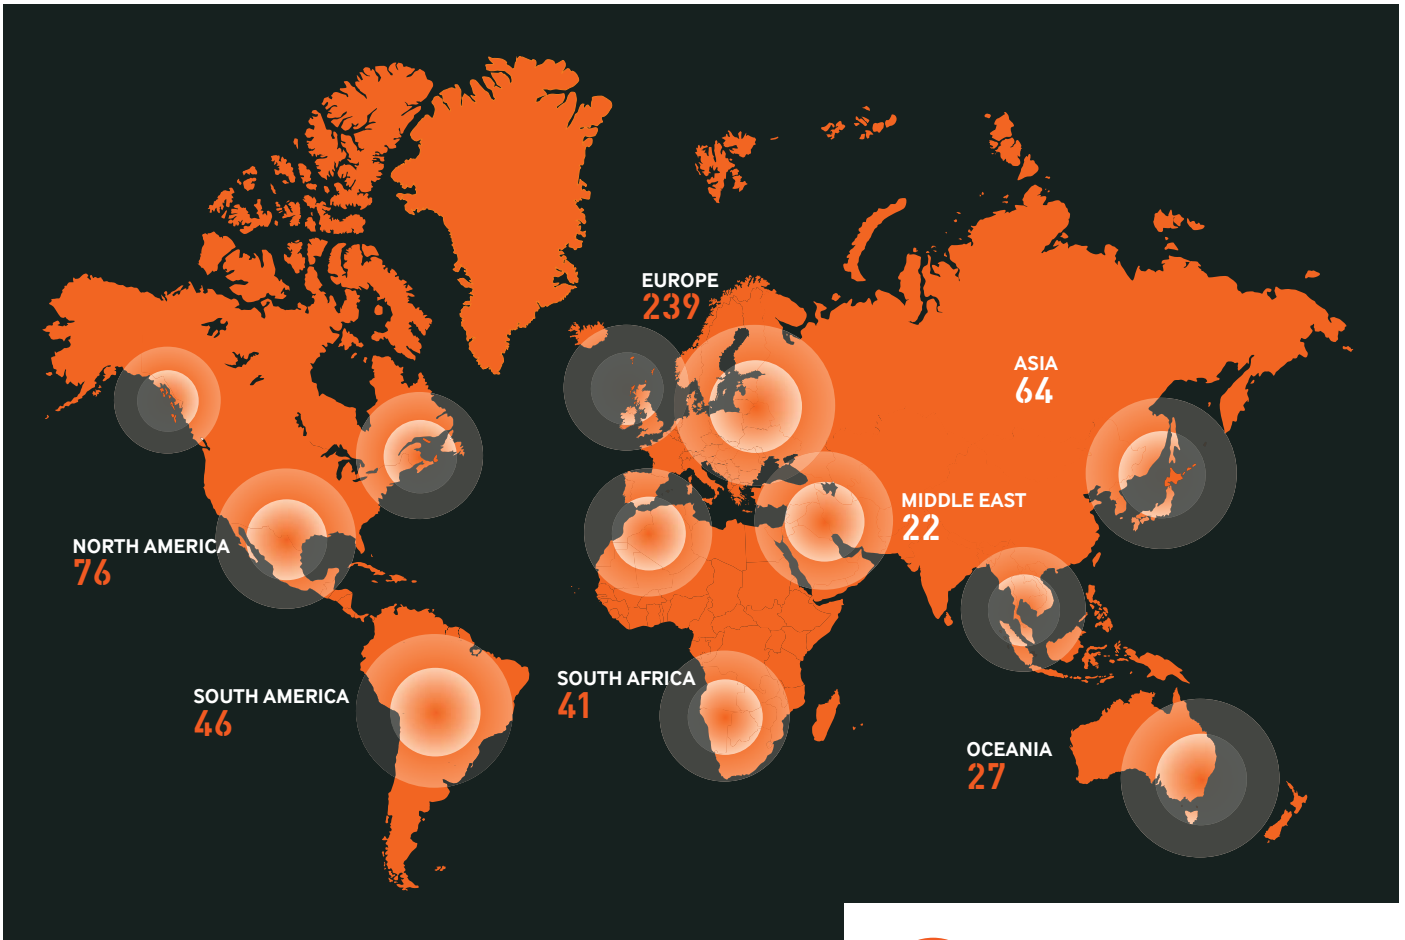 EUROPE
239
ASIA
64
MIDDLE EAST
22
NORTH AMERICA
76
SOUTH AMERICA
46
SOUTH AFRICA
41
OCEANIA
27